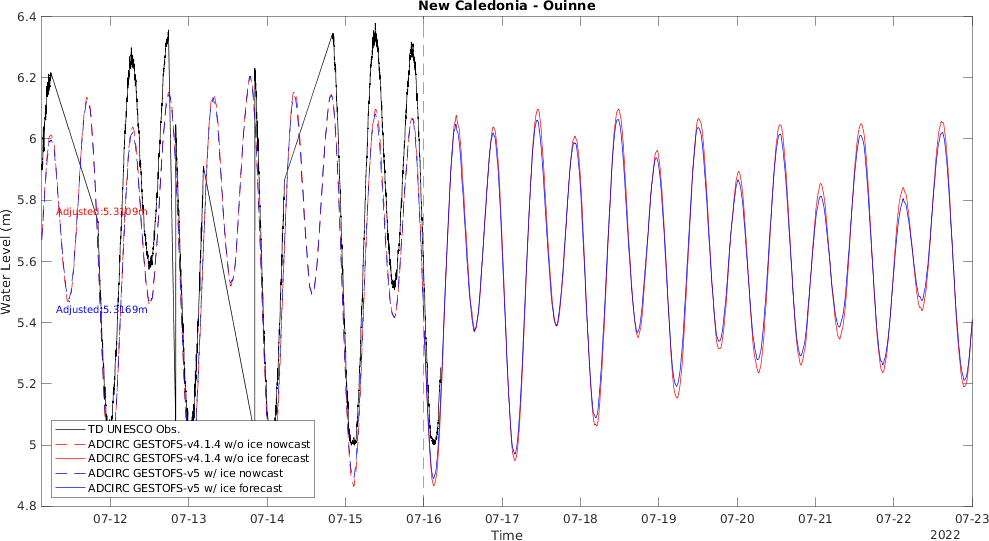 New Caledonia - Ouinne
6.4
6.2
6
5.8
5.6
5.4
5.2
5
4.8
Water Level (m)
Adjusted:5.3109m
Adjusted:5.3169m
TD UNESCO Obs.
ADCIRC GESTOFS-v4.1.4 w/o ice nowcast
ADCIRC GESTOFS-v4.1.4 w/o ice forecast
ADCIRC GESTOFS-v5 w/ ice nowcast
ADCIRC GESTOFS-v5 w/ ice forecast
07-12 07-13 07-14 07-15 07-16 07-17 07-18 07-19 07-20 07-21 07-22 07-23
Time
2022